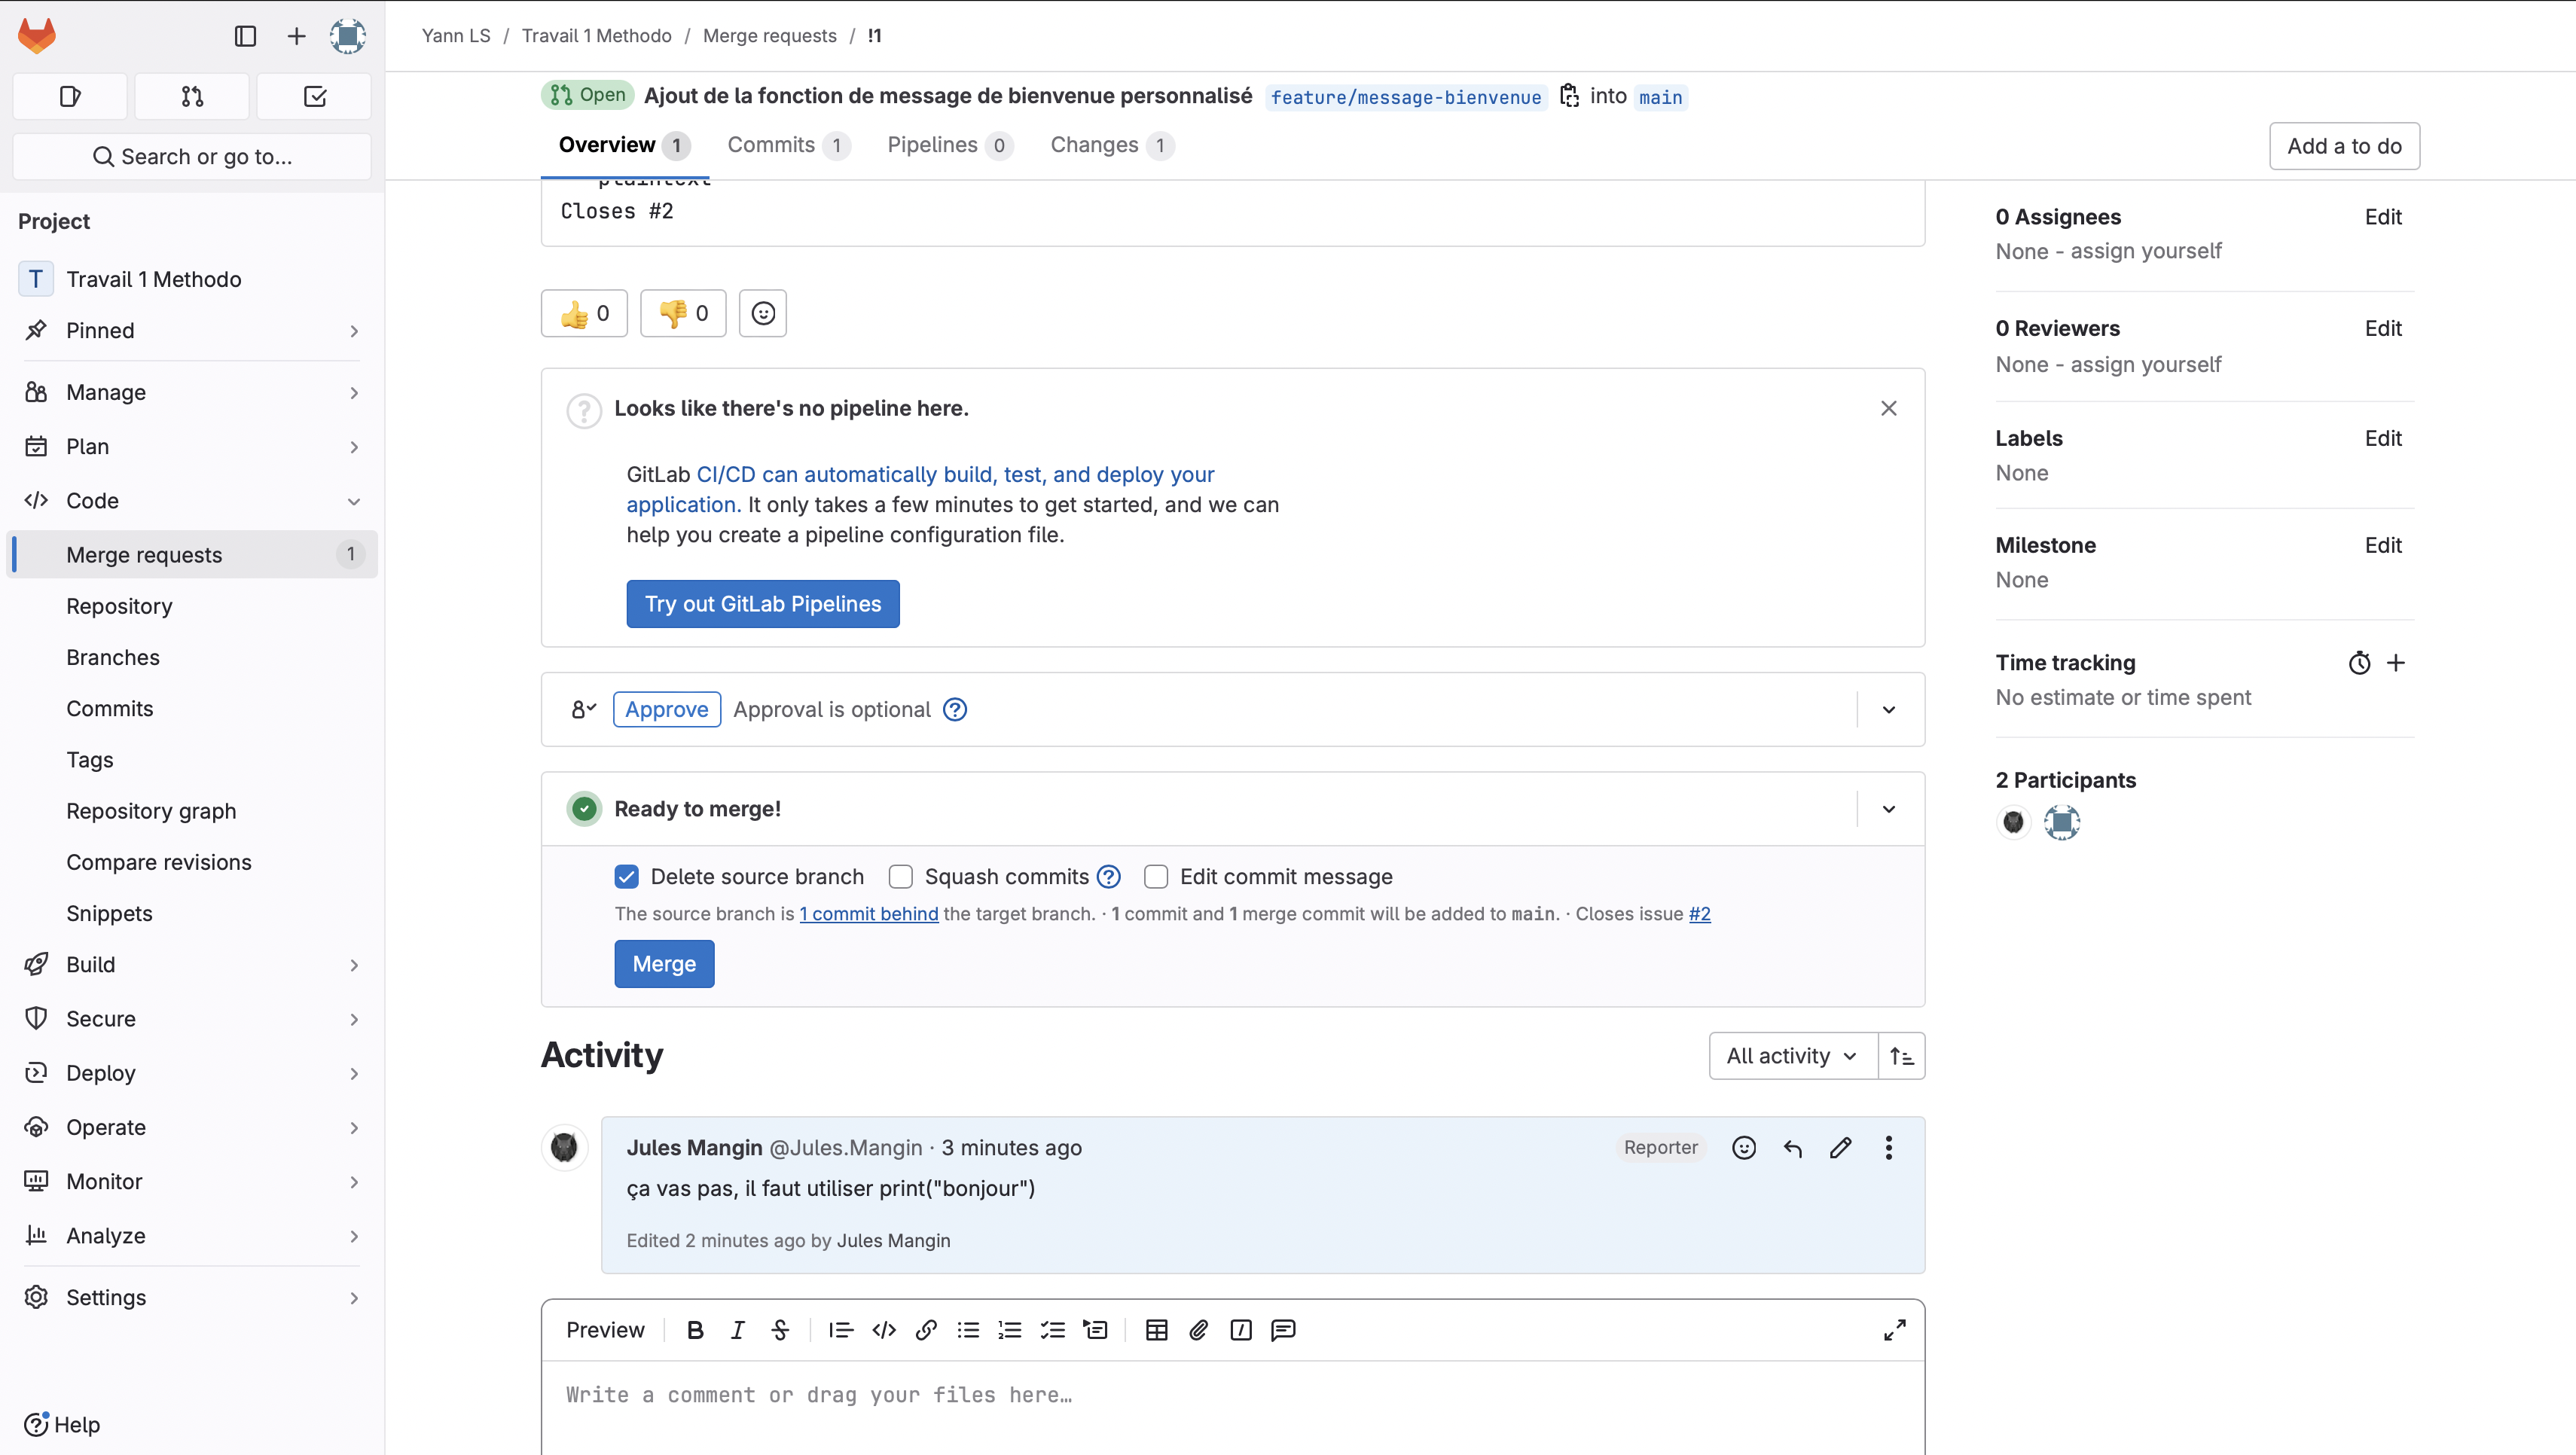 Yann LS / Travail 1 Methodo / Merge requests / !1
Open Ajout de la fonction de message de bienvenue personnalisé feature/message-bienvenue into main
Overview 1 Commits 1 Pipelines 0 Changes 1
Add a to do
Search or go to...
Project
T Travail 1 Methodo
Pinned
Manage
Plan
Code
Merge requests 1
Repository
Branches
Commits
Tags
Repository graph
Compare revisions
Snippets
Build
Secure
Deploy
Operate
Monitor
Analyze
Settings
Help
plaintext
Closes #2
0 0
Looks like there's no pipeline here.
GitLab CI/CD can automatically build, test, and deploy your
application. It only takes a few minutes to get started, and we can
help you create a pipeline configuration file.
Try out GitLab Pipelines
Approve Approval is optional
Ready to merge!
Delete source branch Squash commits Edit commit message
The source branch is 1 commit behind the target branch. · 1 commit and 1 merge commit will be added to main. · Closes issue #2
Merge
Activity
All activity
Jules Mangin @Jules.Mangin · 3 minutes ago
Reporter
ça vas pas, il faut utiliser print("bonjour")
Edited 2 minutes ago by Jules Mangin
Preview
Write a comment or drag your files here…
0 Assignees Edit
None - assign yourself
0 Reviewers Edit
None - assign yourself
Labels Edit
None
Milestone Edit
None
Time tracking
No estimate or time spent
2 Participants